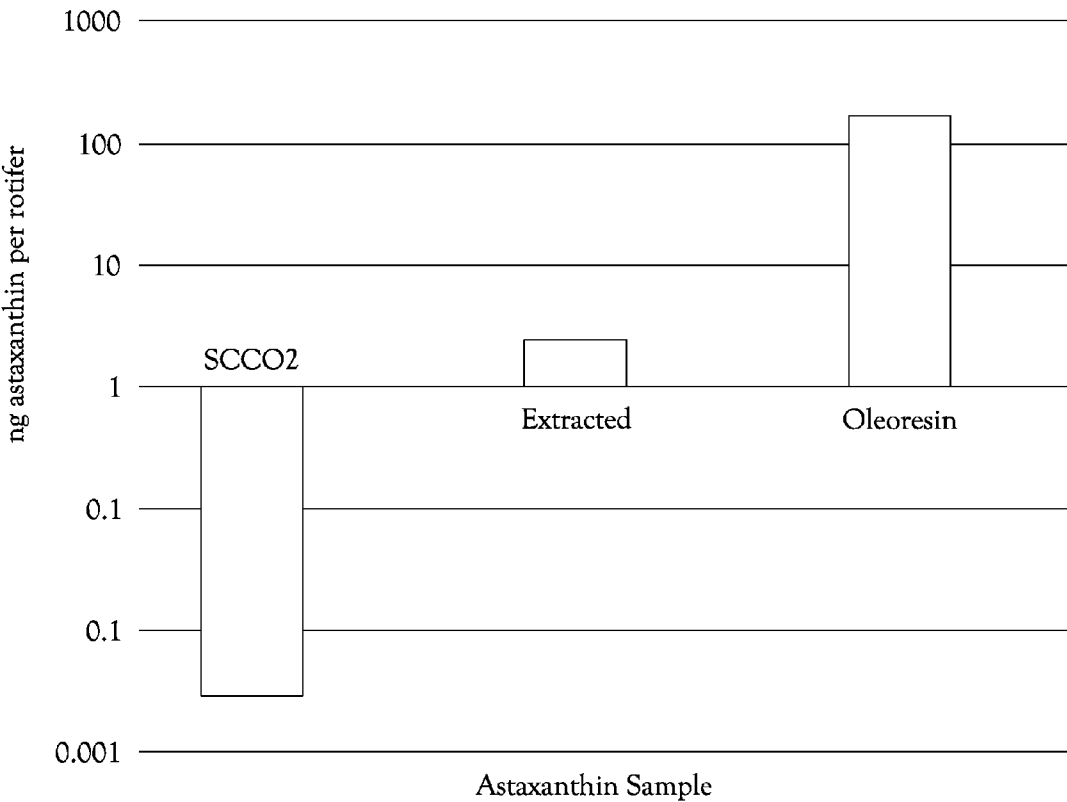 1000
100
10
1
0.1
0.1
0.001
ng astaxanthin per rotifer
SCCO2
Extracted
Oleoresin
Astaxanthin Sample